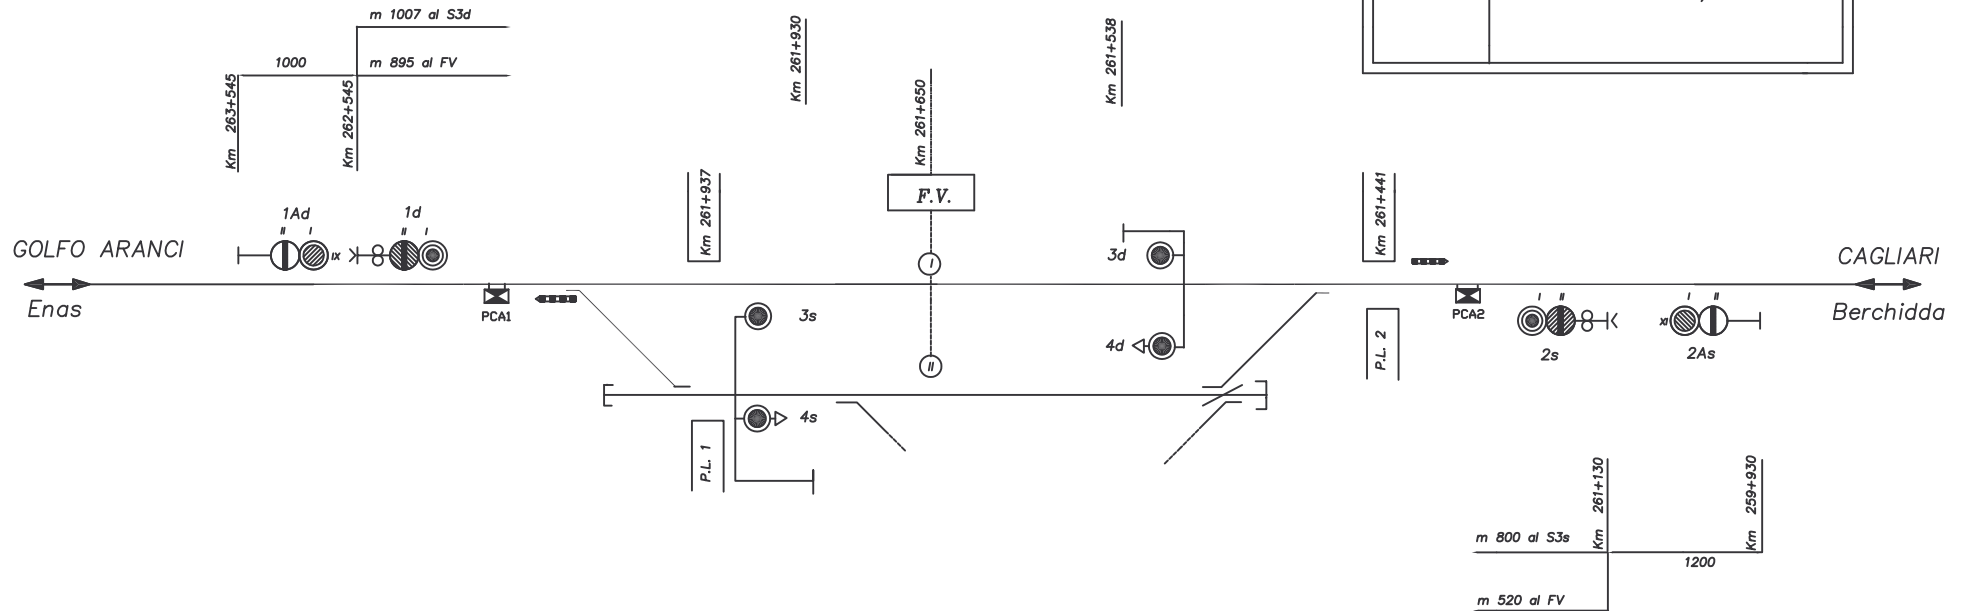 m 1007 al S3d
1000
m 895 al FV
Km 263+545
Km 262+545
Km 261+930
Km 261+650
Km 261+538
Km 261+937
F.V.
Km 261+441
1Ad
II I
IX
1d
II I
GOLFO ARANCI
Enas
PCA1
3s
I
II
3d
4d
P.L. 2
PCA2
I II
2s
XI
I II
2As
CAGLIARI
Berchidda
P.L. 1
4s
Km 261+130
Km 259+930
m 800 al S3s
1200
m 520 al FV